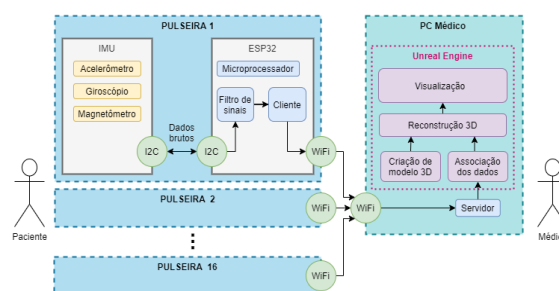 PULSEIRA 1
IMU
Acelerômetro
Giroscópio
Magnetômetro
I2C
Dados
brutos
ESP32
Microprocessador
Filtro de
sinais
Cliente
I2C
WiFi
PULSEIRA 2
WiFi
PULSEIRA 16
WiFi
Paciente
PC Médico
Unreal Engine
Visualização
Reconstrução 3D
Criação de
modelo 3D
Associação
dos dados
WiFi
Servidor
Médic